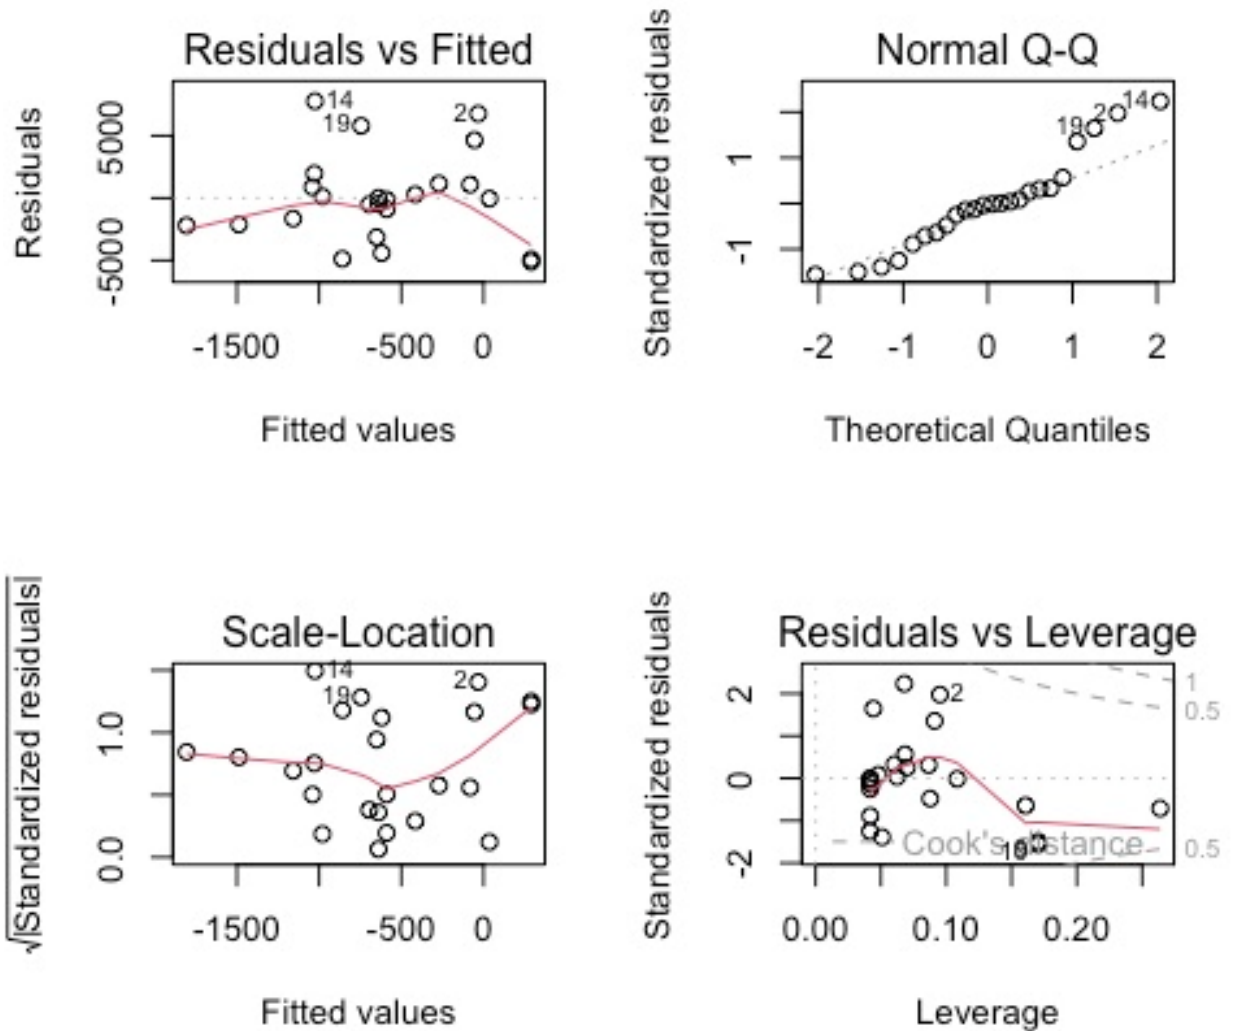 Residuals vs Fitted
Residuals
5000
-5000
14
19
2
-1500
-500
0
Fitted values
Normal Q-Q
Standardized residuals
1
-1
19
2
14
-2
-1
0
1
2
Theoretical Quantiles
Scale-Location
√|Standardized residuals|
1.0
0.0
14
19
2
-1500
-500
0
Fitted values
Residuals vs Leverage
Standardized residuals
2
0
-2
2
1
0.5
Cook's distance
0.5
0.00
0.10
0.20
Leverage